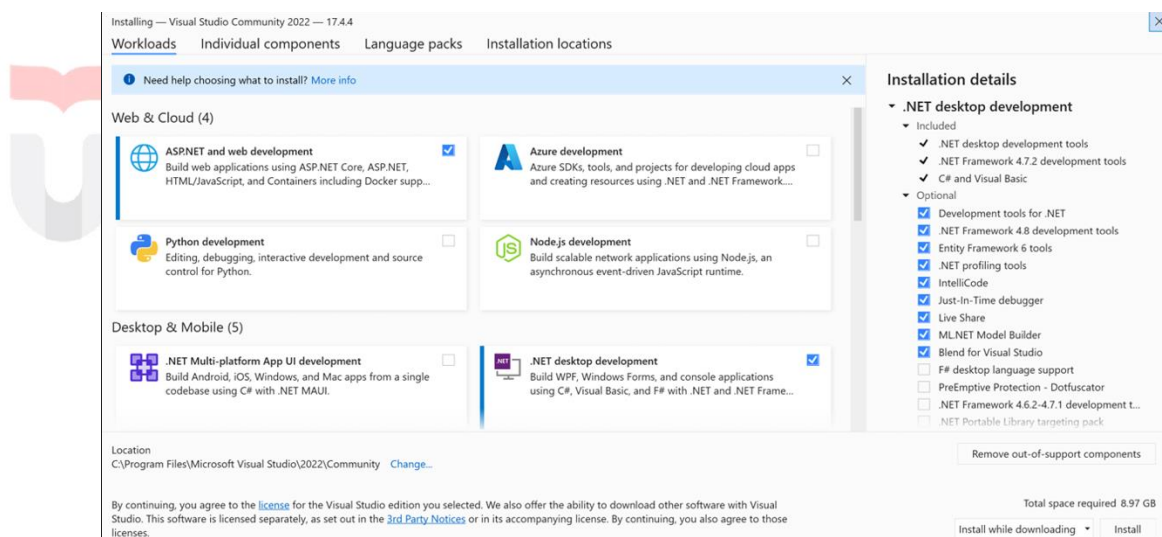 Installing — Visual Studio Community 2022 — 17.4.4
Workloads Individual components Language packs Installation locations
Need help choosing what to install? More info
Web & Cloud (4)
ASP.NET and web development
Build web applications using ASP.NET Core, ASP.NET,
HTML/JavaScript, and Containers including Docker supp...
Azure development
Azure SDKs, tools, and projects for developing cloud apps
and creating resources using .NET and .NET Framework....
Python development
Editing, debugging, interactive development and source
control for Python.
Node.js development
Build scalable network applications using Node.js, an
asynchronous event-driven JavaScript runtime.
JS
Desktop & Mobile (5)
.NET Multi-platform App UI development
Build Android, iOS, Windows, and Mac apps from a single
codebase using C# with .NET MAUI.
.NET
.NET desktop development
Build WPF, Windows Forms, and console applications
using C#, Visual Basic, and F# with .NET and .NET Frame...
Installation details
.NET desktop development
Included
.NET desktop development tools
.NET Framework 4.7.2 development tools
C# and Visual Basic
Optional
Development tools for .NET
.NET Framework 4.8 development tools
Entity Framework 6 tools
.NET profiling tools
IntelliCode
Just-In-Time debugger
Live Share
ML.NET Model Builder
Blend for Visual Studio
F# desktop language support
PreEmptive Protection - Dotfuscator
.NET Framework 4.6.2-4.7.1 development t...
.NET Portable Library targeting pack
Location
C:\Program Files\Microsoft Visual Studio\2022\Community Change...
Remove out-of-support components
By continuing, you agree to the license for the Visual Studio edition you selected. We also offer the ability to download other software with Visual
Studio. This software is licensed separately, as set out in the 3rd Party Notices or in its accompanying license. By continuing, you also agree to those
licenses.
Total space required 8.97 GB
Install while downloading Install